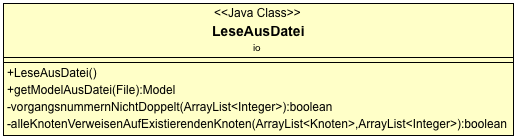 <<Java Class>>
LeseAusDatei
io
+LeseAusDatei()
+getModelAusDatei(File):Model
-vorgangsnummernNichtDoppelt(ArrayList<Integer>):boolean
-alleKnotenVerweisenAufExistierendenKnoten(ArrayList<Knoten>,ArrayList<Integer>):boolean